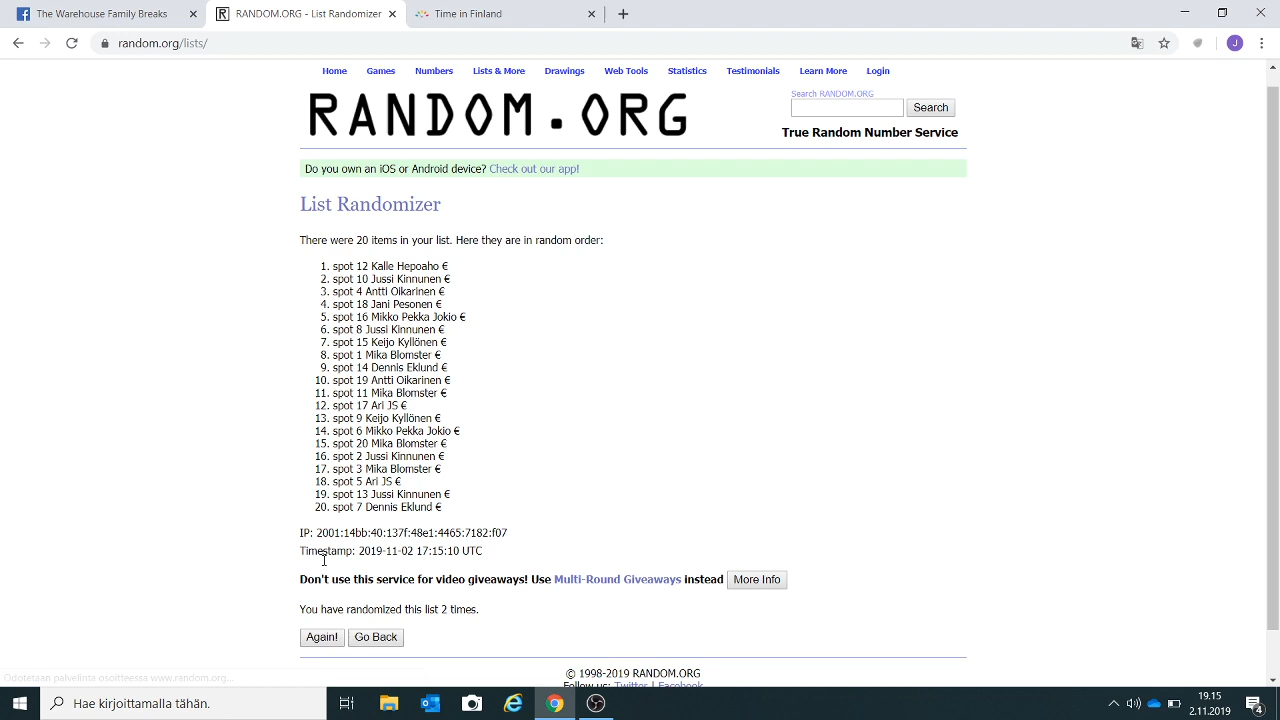 The Warehouse Family Breaks
RANDOM.ORG - List Randomizer
Time in Finland
random.org/lists/
Home Games Numbers Lists & More Drawings Web Tools Statistics Testimonials Learn More Login
RANDOM.ORG
Search RANDOM.ORG
Search
True Random Number Service
Do you own an iOS or Android device? Check out our app!
List Randomizer
There were 20 items in your list. Here they are in random order:
1. spot 12 Kalle Hepoaho €
2. spot 10 Jussi Kinnunen €
3. spot 4 Antti Oikarinen €
4. spot 18 Jani Pesonen €
5. spot 16 Mikko Pekka Jokio €
6. spot 8 Jussi Kinnunen €
7. spot 15 Keijo Kyllönen €
8. spot 1 Mika Blomster €
9. spot 14 Dennis Eklund €
10. spot 19 Antti Oikarinen €
11. spot 11 Mika Blomster €
12. spot 17 Ari JS €
13. spot 9 Keijo Kyllönen €
14. spot 6 Mikko Pekka Jokio €
15. spot 20 Mika Blomster €
16. spot 2 Jussi Kinnunen €
17. spot 3 Mika Blomster €
18. spot 5 Ari JS €
19. spot 13 Jussi Kinnunen €
20. spot 7 Dennis Eklund €
IP: 2001:14bb:40:137f:48e1:4465:7182:f07
Timestamp: 2019-11-02 17:15:10 UTC
Don't use this service for video giveaways! Use Multi-Round Giveaways instead More Info
You have randomized this list 2 times.
Again! Go Back
© 1998-2019 RANDOM.ORG
Follow us: Twitter | Facebook
Odotetaan palvelinta osoitteessa www.random.org...
Hae kirjoittamalla tähän.
19.15
2.11.2019